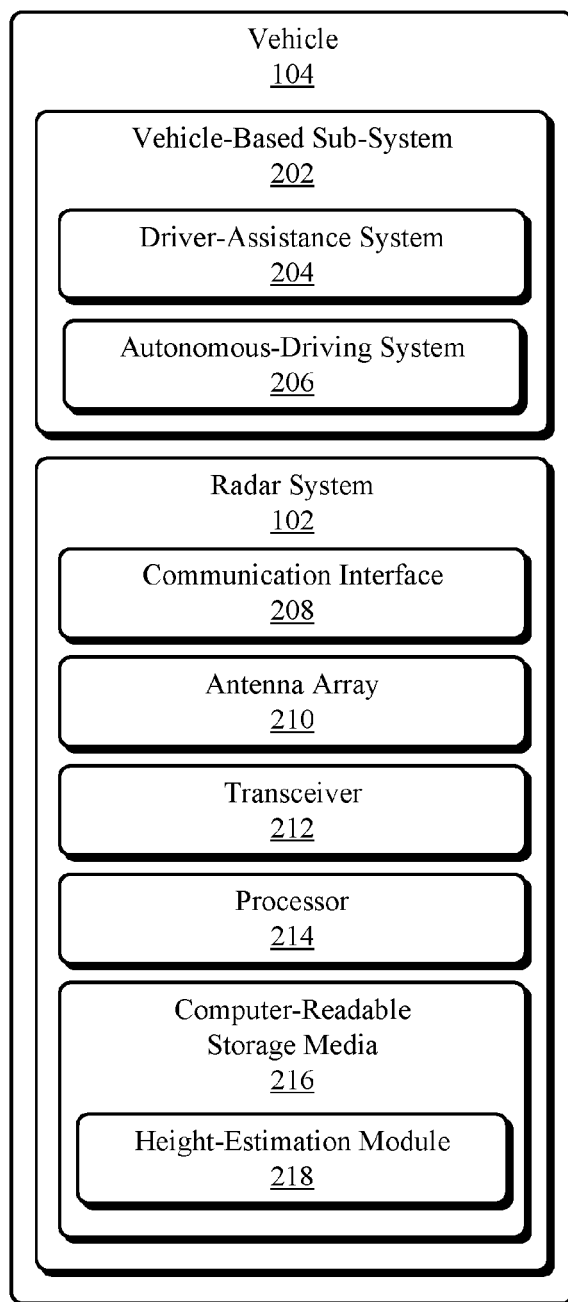 Vehicle
104
Vehicle-Based Sub-System
202
Driver-Assistance System
204
Autonomous-Driving System
206
Radar System
102
Communication Interface
208
Antenna Array
210
Transceiver
212
Processor
214
Computer-Readable
Storage Media
216
Height-Estimation Module
218